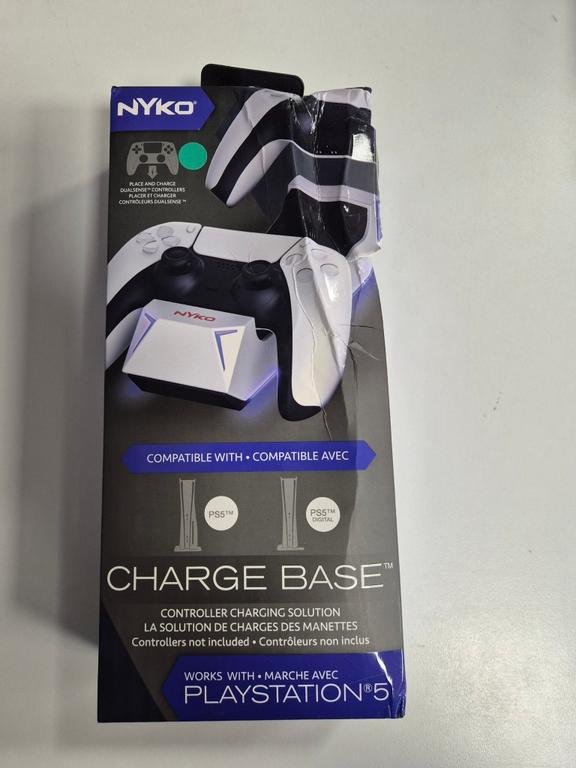 NYKO®
PLACE AND CHARGE
DUALSENSE™ CONTROLLERS
PLACER ET CHARGER
CONTRÔLEURS DUALSENSE™
NYKO
COMPATIBLE WITH • COMPATIBLE AVEC
PS5™
PS5™
DIGITAL
CHARGE BASE™
CONTROLLER CHARGING SOLUTION
LA SOLUTION DE CHARGES DES MANETTES
Controllers not included • Contrôleurs non inclus
WORKS WITH • MARCHE AVEC
PLAYSTATION®5